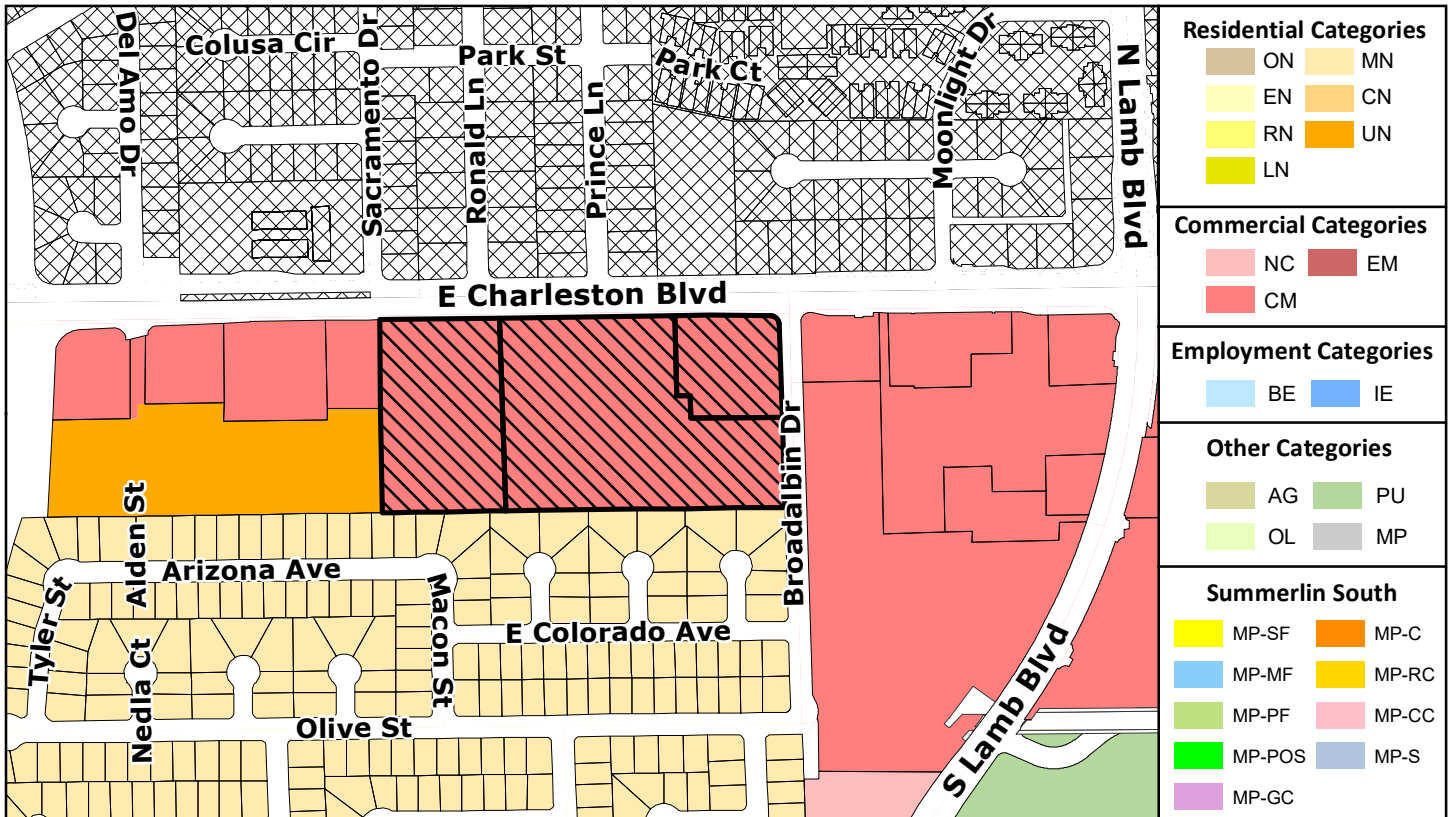 Del Amo Dr
Colusa Cir
Sacramento Dr
Park St
Ronald Ln
Prince Ln
Park Ct
Moonlight Dr
N Lamb Blvd
E Charleston Blvd
Broadalbin Dr
Alden St
Arizona Ave
Tyler St
Macon St
E Colorado Ave
Nedla Ct
Olive St
S Lamb Blvd
Residential Categories
ON MN
EN CN
RN UN
LN
Commercial Categories
NC EM
CM
Employment Categories
BE IE
Other Categories
AG PU
OL MP
Summerlin South
MP-SF MP-C
MP-MF MP-RC
MP-PF MP-CC
MP-POS MP-S
MP-GC